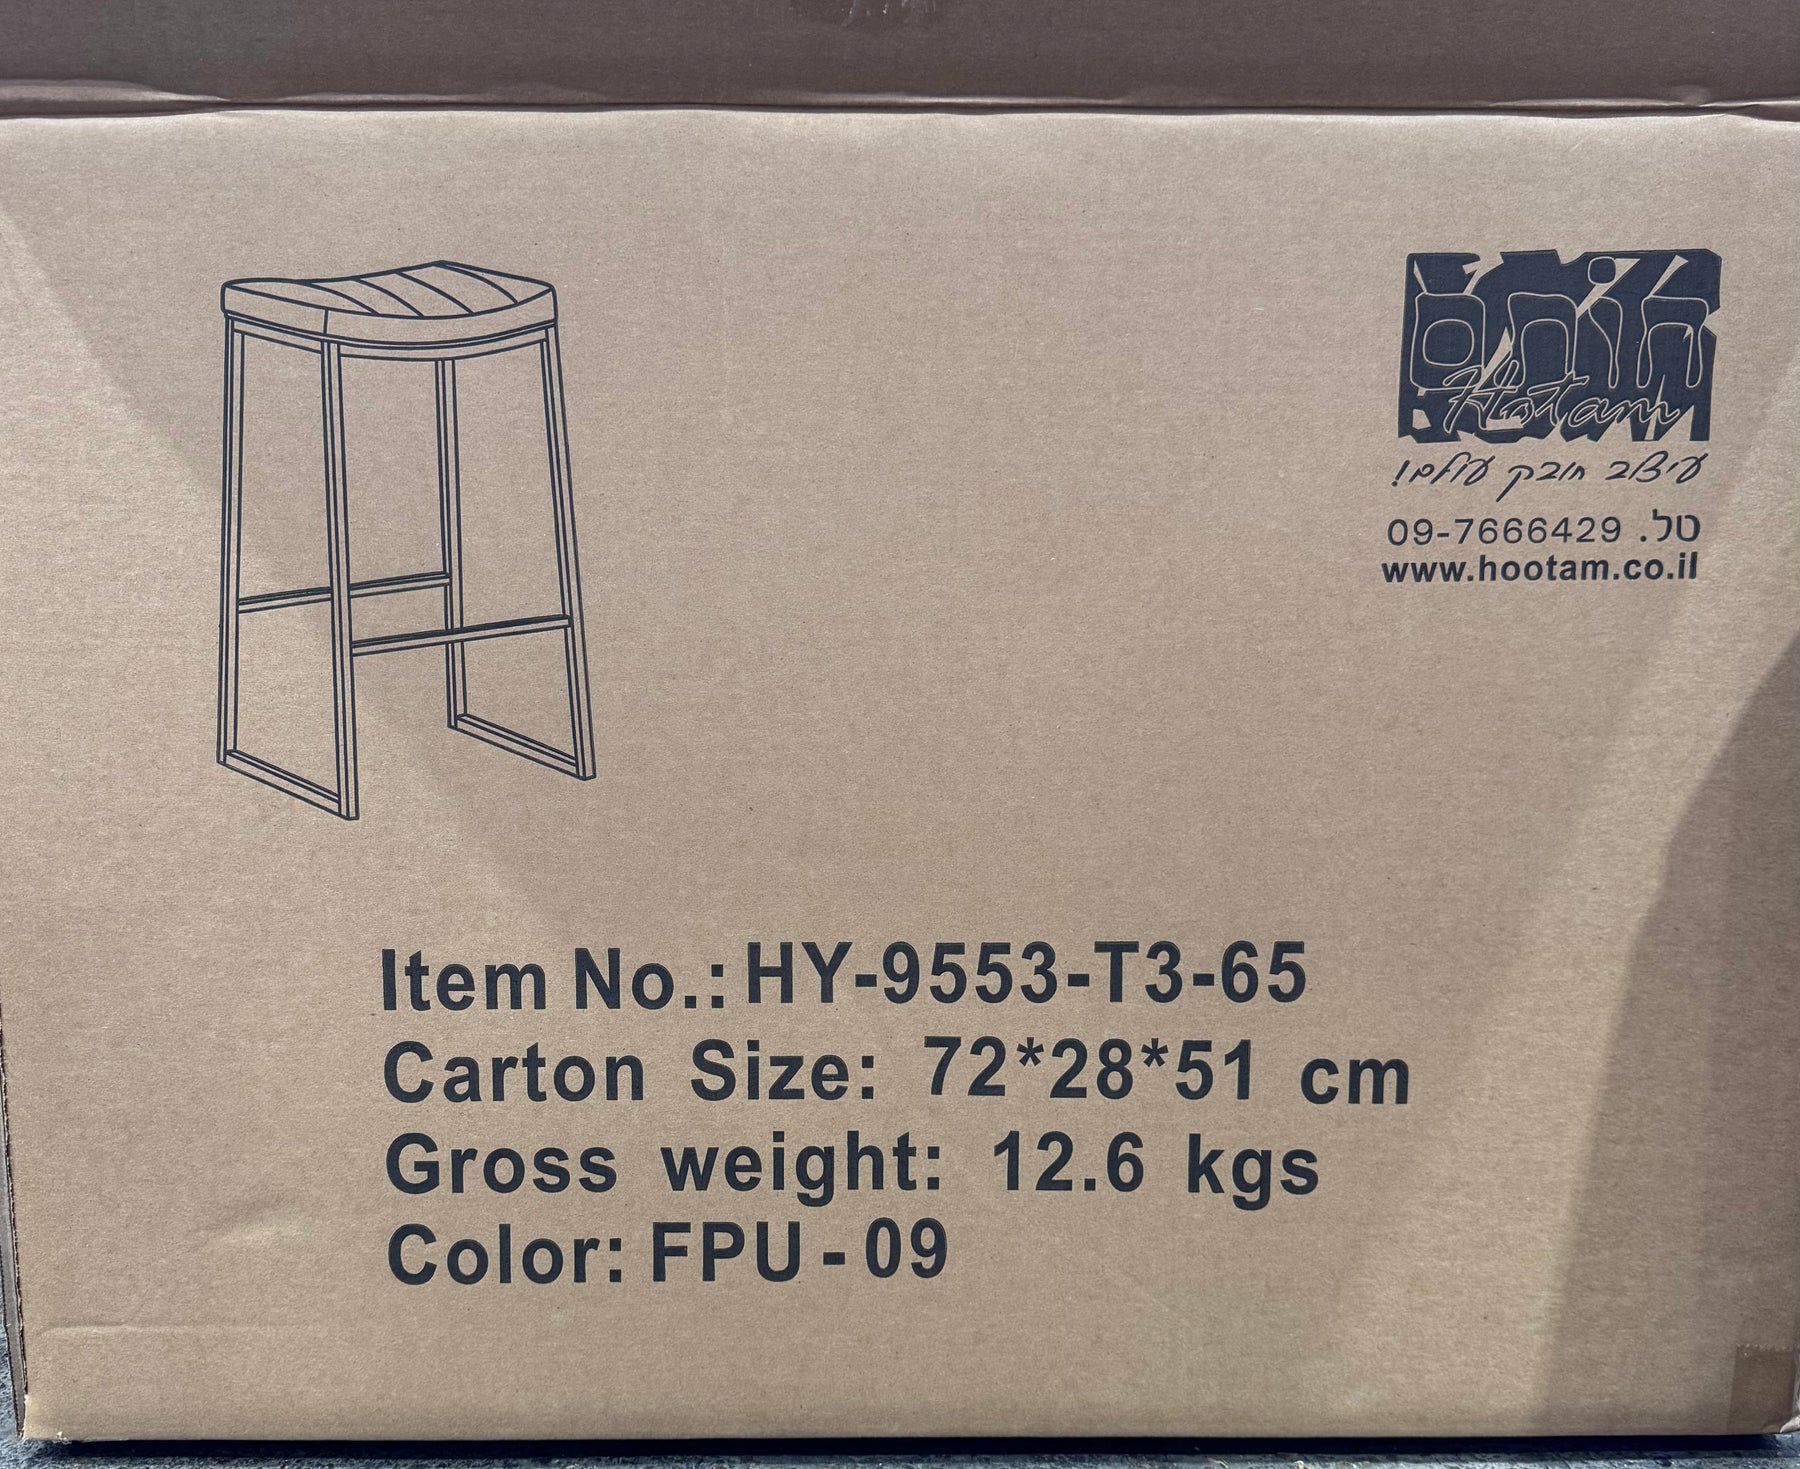 חותם
Hootam
עיצוב חובק עולם!
טל. 09-7666429
www.hootam.co.il
Item No.: HY-9553-T3-65
Carton Size: 72*28*51 cm
Gross weight: 12.6 kgs
Color: FPU-09